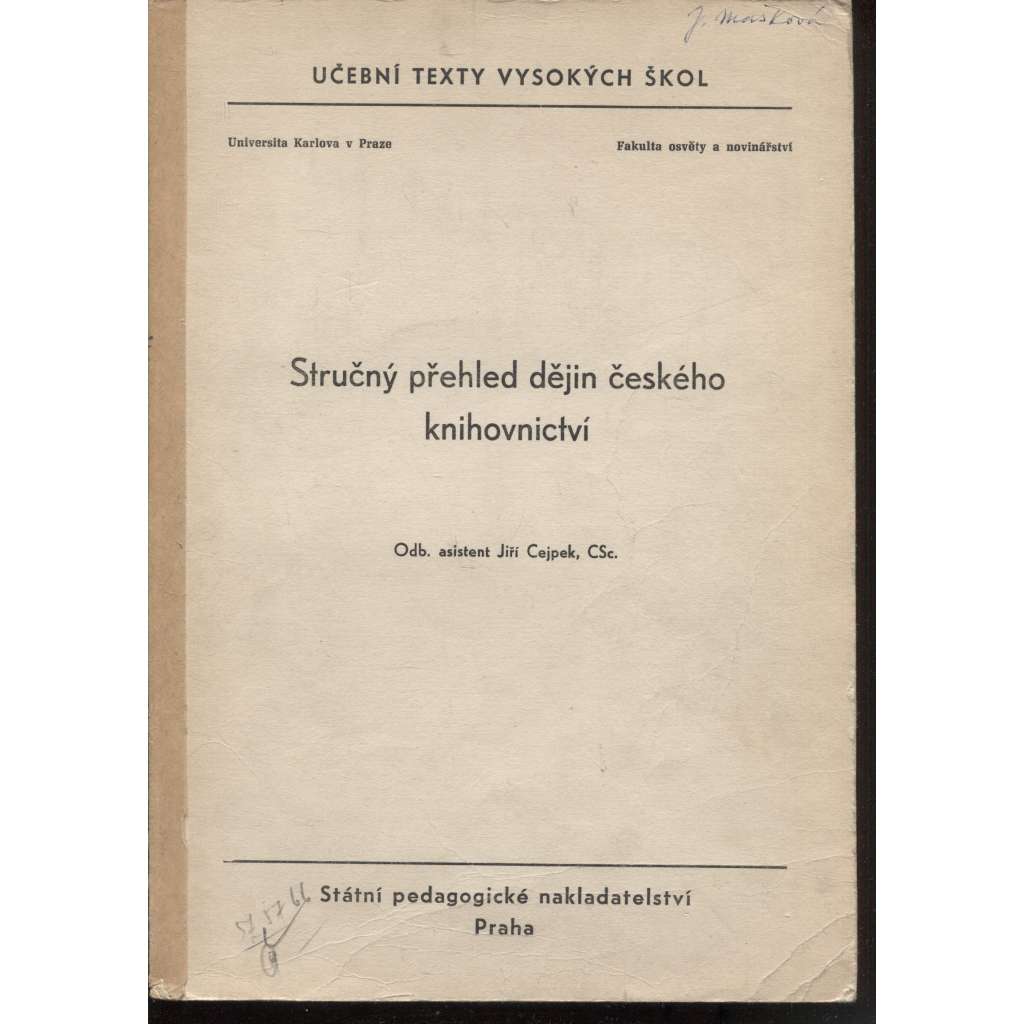 J. Mašková
UČEBNÍ TEXTY VYSOKÝCH ŠKOL
Universita Karlova v Praze
Fakulta osvěty a novinářství
Stručný přehled dějin českého
knihovnictví
Odb. asistent Jiří Cejpek, CSc.
Státní pedagogické nakladatelství
Praha